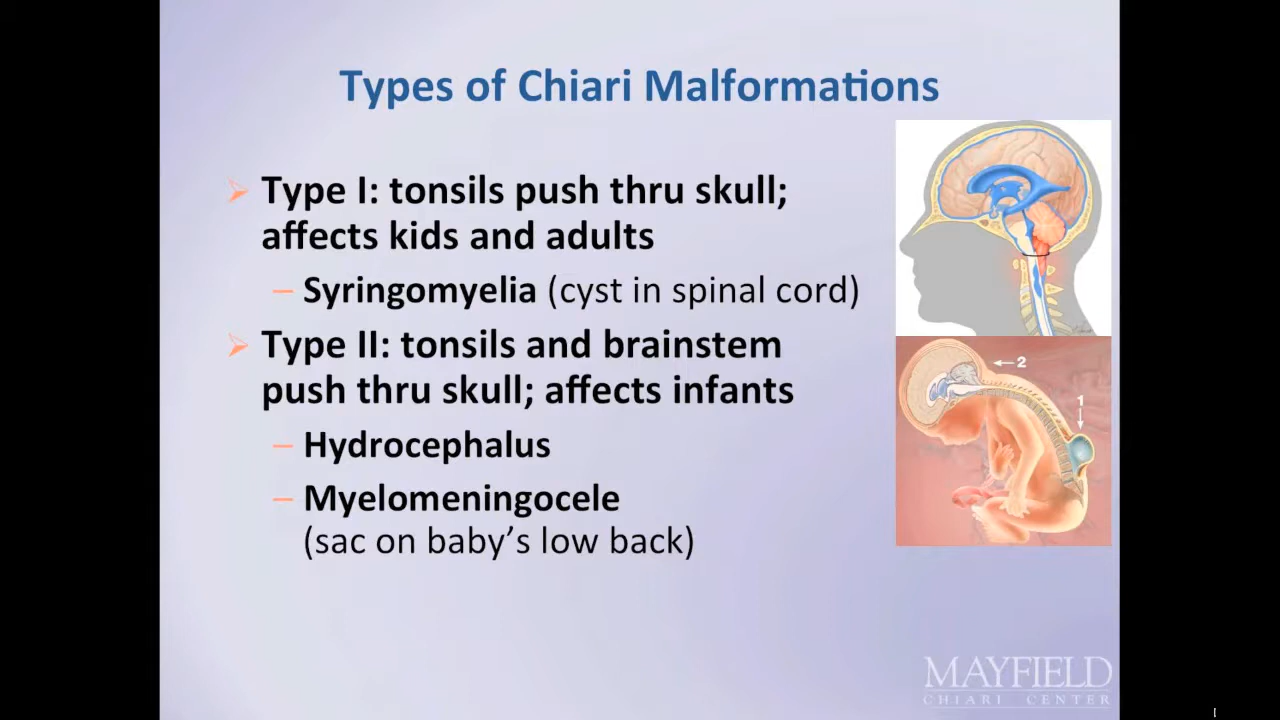 Types of Chiari Malformations
Type I: tonsils push thru skull;
affects kids and adults
– Syringomyelia (cyst in spinal cord)
Type II: tonsils and brainstem
push thru skull; affects infants
– Hydrocephalus
– Myelomeningocele
(sac on baby’s low back)
2
1
MAYFIELD
CHIARI CENTER